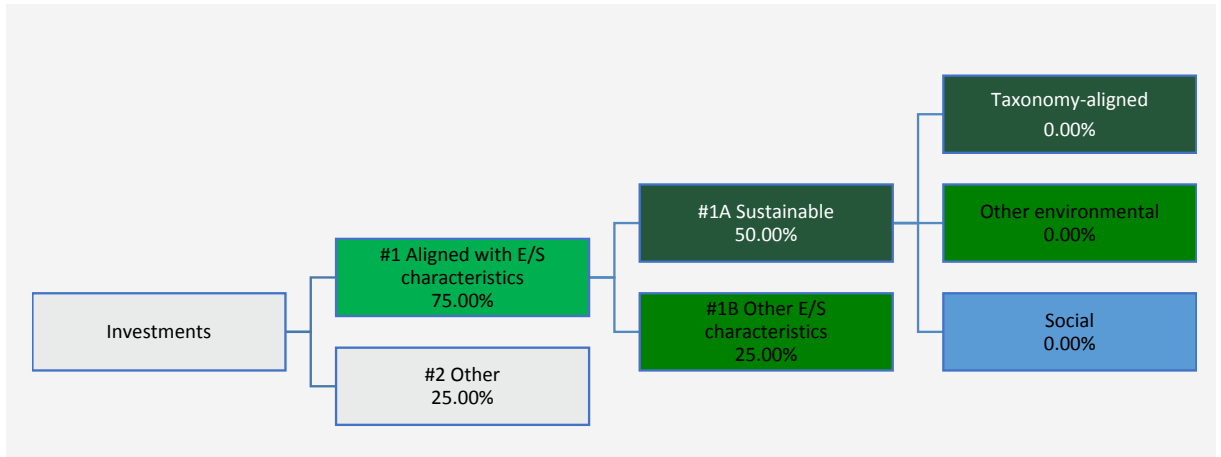 Investments
#1 Aligned with E/S
characteristics
75.00%
#2 Other
25.00%
#1A Sustainable
50.00%
#1B Other E/S
characteristics
25.00%
Taxonomy-aligned
0.00%
Other environmental
0.00%
Social
0.00%